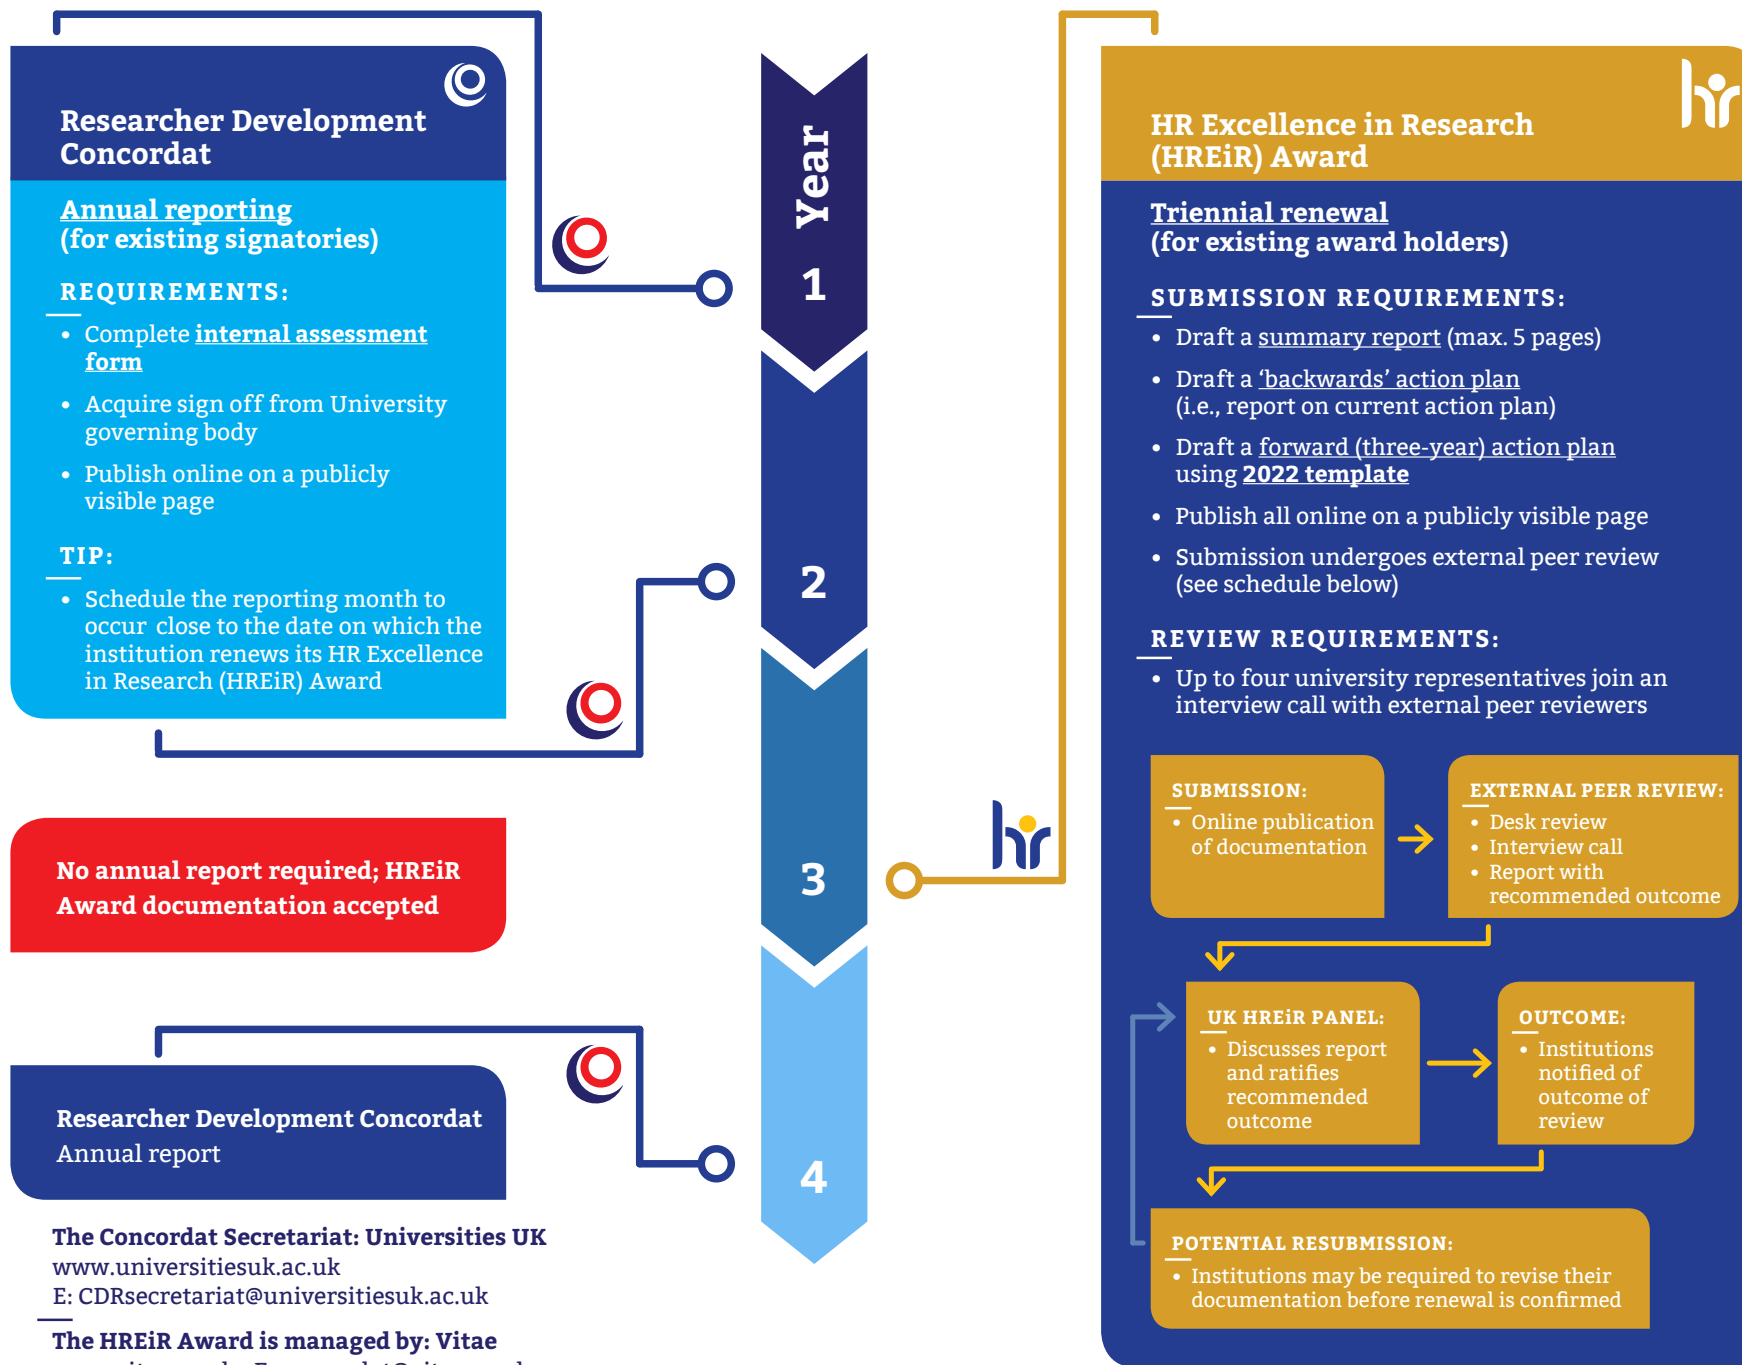 Researcher Development
Concordat
Annual reporting
(for existing signatories)
REQUIREMENTS:
• Complete internal assessment
form
• Acquire sign off from University
governing body
• Publish online on a publicly
visible page
TIP:
• Schedule the reporting month to
occur close to the date on which the
institution renews its HR Excellence
in Research (HREiR) Award
No annual report required; HREiR
Award documentation accepted
Researcher Development Concordat
Annual report
The Concordat Secretariat: Universities UK
www.universitiesuk.ac.uk
E: CDRsecretariat@universitiesuk.ac.uk
The HREiR Award is managed by: Vitae
Year
1
2
3
4
hr
HR Excellence in Research
(HREiR) Award
hr
Triennial renewal
(for existing award holders)
SUBMISSION REQUIREMENTS:
• Draft a summary report (max. 5 pages)
• Draft a ‘backwards’ action plan
(i.e., report on current action plan)
• Draft a forward (three-year) action plan
using 2022 template
• Publish all online on a publicly visible page
• Submission undergoes external peer review
(see schedule below)
REVIEW REQUIREMENTS:
• Up to four university representatives join an
interview call with external peer reviewers
SUBMISSION:
• Online publication
of documentation
EXTERNAL PEER REVIEW:
• Desk review
• Interview call
• Report with
recommended outcome
UK HREiR PANEL:
• Discusses report
and ratifies
recommended
outcome
OUTCOME:
• Institutions
notified of
outcome of
review
POTENTIAL RESUBMISSION:
• Institutions may be required to revise their
documentation before renewal is confirmed